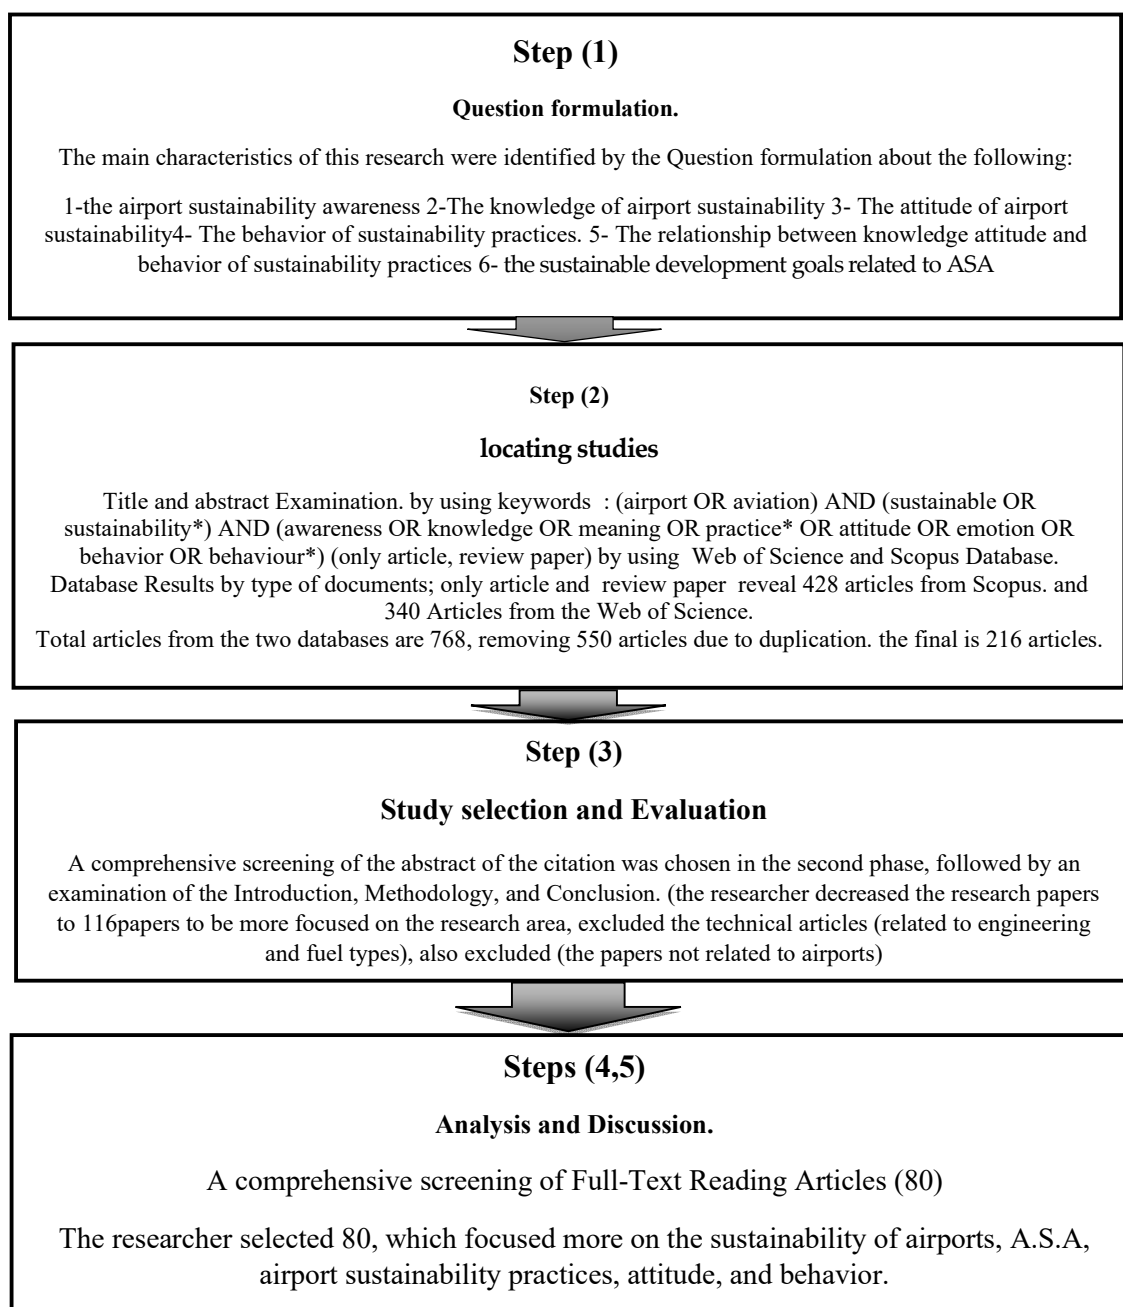 Step (1)
Question formulation.
The main characteristics of this research were identified by the Question formulation about the following:
1-the airport sustainability awareness 2-The knowledge of airport sustainability 3- The attitude of airport
sustainability4- The behavior of sustainability practices. 5- The relationship between knowledge attitude and
behavior of sustainability practices 6- the sustainable development goals related to ASA
Step (2)
locating studies
Title and abstract Examination. by using keywords : (airport OR aviation) AND (sustainable OR
sustainability*) AND (awareness OR knowledge OR meaning OR practice* OR attitude OR emotion OR
behavior OR behaviour*) (only article, review paper) by using Web of Science and Scopus Database.
Database Results by type of documents; only article and review paper reveal 428 articles from Scopus. and
340 Articles from the Web of Science.
Total articles from the two databases are 768, removing 550 articles due to duplication. the final is 216 articles.
Step (3)
Study selection and Evaluation
A comprehensive screening of the abstract of the citation was chosen in the second phase, followed by an
examination of the Introduction, Methodology, and Conclusion. (the researcher decreased the research papers
to 116papers to be more focused on the research area, excluded the technical articles (related to engineering
and fuel types), also excluded (the papers not related to airports)
Steps (4,5)
Analysis and Discussion.
A comprehensive screening of Full-Text Reading Articles (80)
The researcher selected 80, which focused more on the sustainability of airports, A.S.A,
airport sustainability practices, attitude, and behavior.